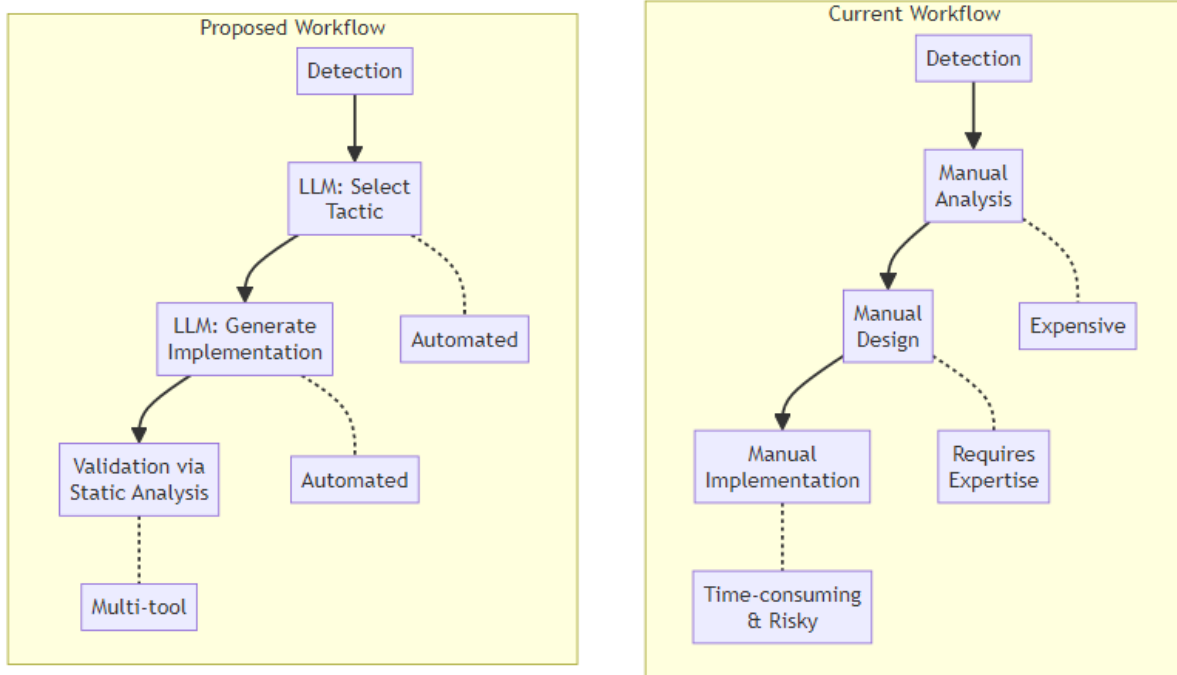 Proposed Workflow
Detection
LLM: Select
Tactic
LLM: Generate
Implementation
Automated
Validation via
Static Analysis
Automated
Multi-tool
Current Workflow
Detection
Manual
Analysis
Manual
Design
Expensive
Manual
Implementation
Requires
Expertise
Time-consuming
& Risky